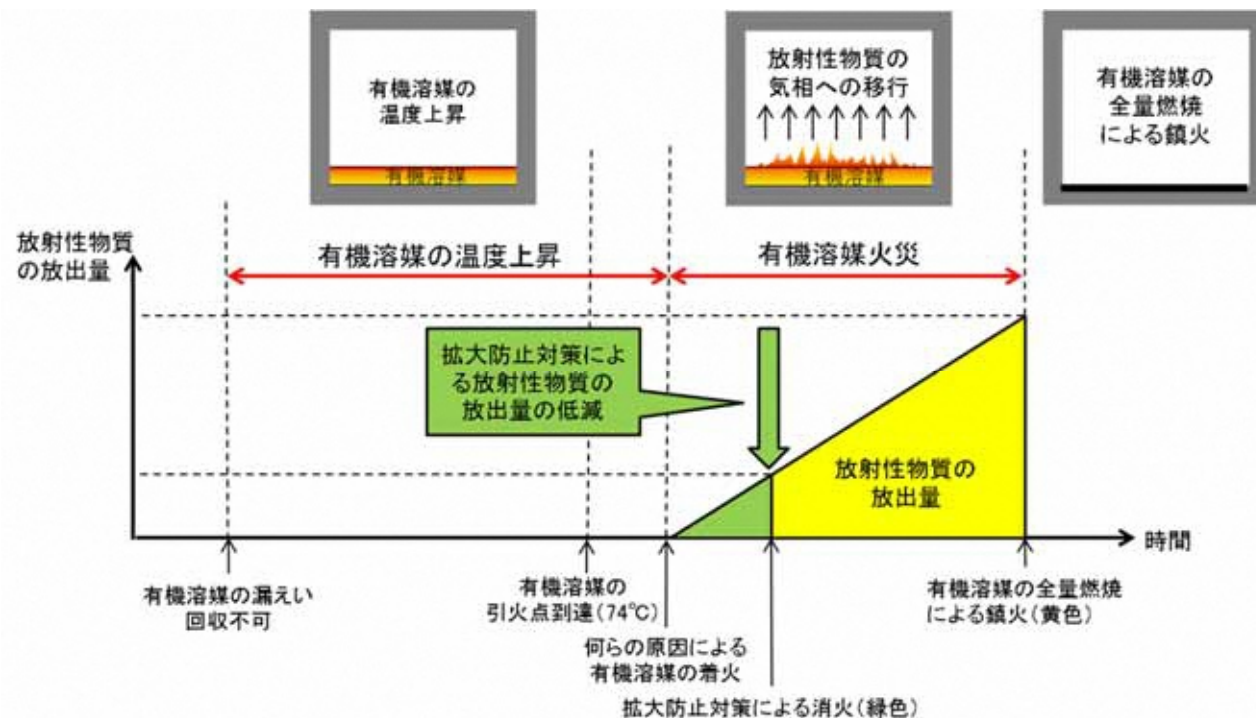 有機溶媒の
温度上昇
有機溶媒
放射性物質の
気相への移行
有機溶媒
有機溶媒の
全量燃焼
による鎮火
放射性物質
の放出量
有機溶媒の温度上昇
有機溶媒火災
拡大防止対策によ
る放射性物質の
放出量の低減
放射性物質の
放出量
時間
有機溶媒の漏えい
回収不可
有機溶媒の
引火点到達(74℃)
何らの原因による
有機溶媒の着火
拡大防止対策による消火(緑色)
有機溶媒の全量燃焼
による鎮火(黄色)